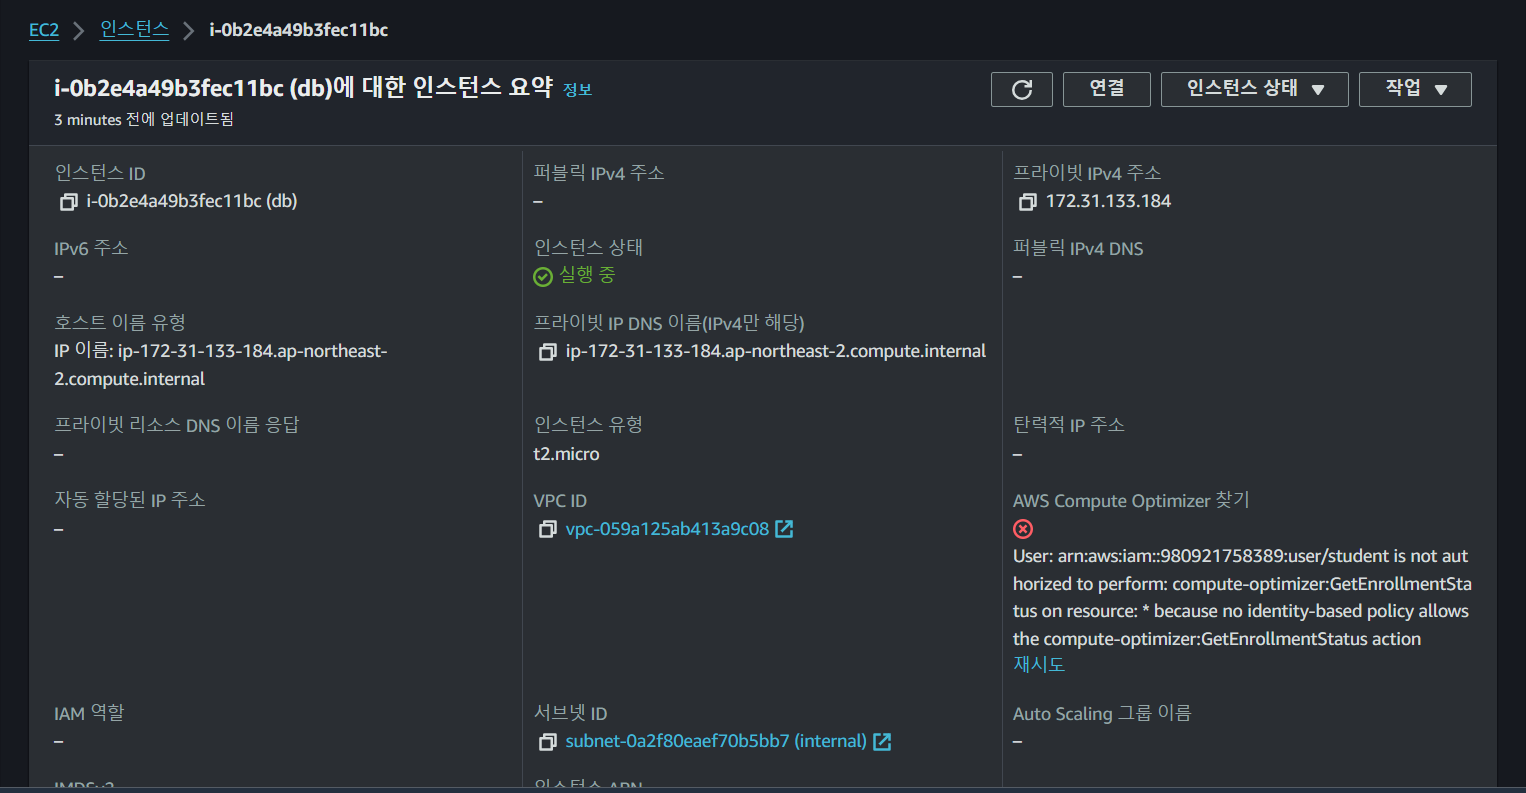 EC2 > 인스턴스 > i-0b2e4a49b3fec11bc
i-0b2e4a49b3fec11bc (db)에 대한 인스턴스 요약 정보
3 minutes 전에 업데이트됨
연결
인스턴스 상태 ▼
작업 ▼
인스턴스 ID
i-0b2e4a49b3fec11bc (db)
퍼블릭 IPv4 주소
–
프라이빗 IPv4 주소
172.31.133.184
IPv6 주소
–
인스턴스 상태
실행 중
퍼블릭 IPv4 DNS
–
호스트 이름 유형
IP 이름: ip-172-31-133-184.ap-northeast-
2.compute.internal
프라이빗 IP DNS 이름(IPv4만 해당)
ip-172-31-133-184.ap-northeast-2.compute.internal
프라이빗 리소스 DNS 이름 응답
–
인스턴스 유형
t2.micro
탄력적 IP 주소
–
자동 할당된 IP 주소
–
VPC ID
vpc-059a125ab413a9c08
AWS Compute Optimizer 찾기
User: arn:aws:iam::980921758389:user/student is not aut
horized to perform: compute-optimizer:GetEnrollmentSta
tus on resource: * because no identity-based policy allows
the compute-optimizer:GetEnrollmentStatus action
재시도
IAM 역할
–
서브넷 ID
subnet-0a2f80eaef70b5bb7 (internal)
Auto Scaling 그룹 이름
–
IMDSv2
인스턴스 ARN